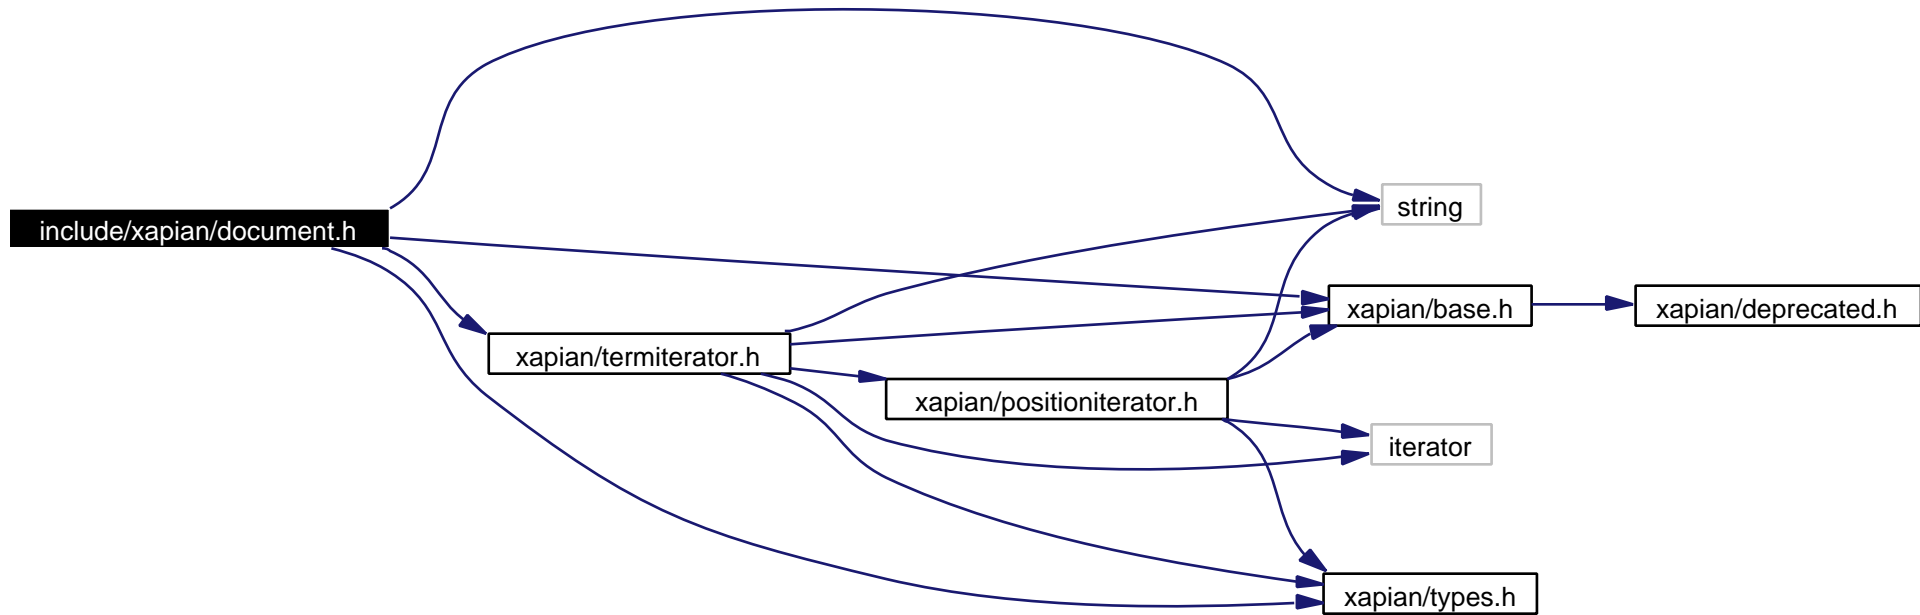 include/xapian/document.h
string
xapian/base.h
xapian/deprecated.h
xapian/termiterator.h
xapian/positioniterator.h
iterator
xapian/types.h